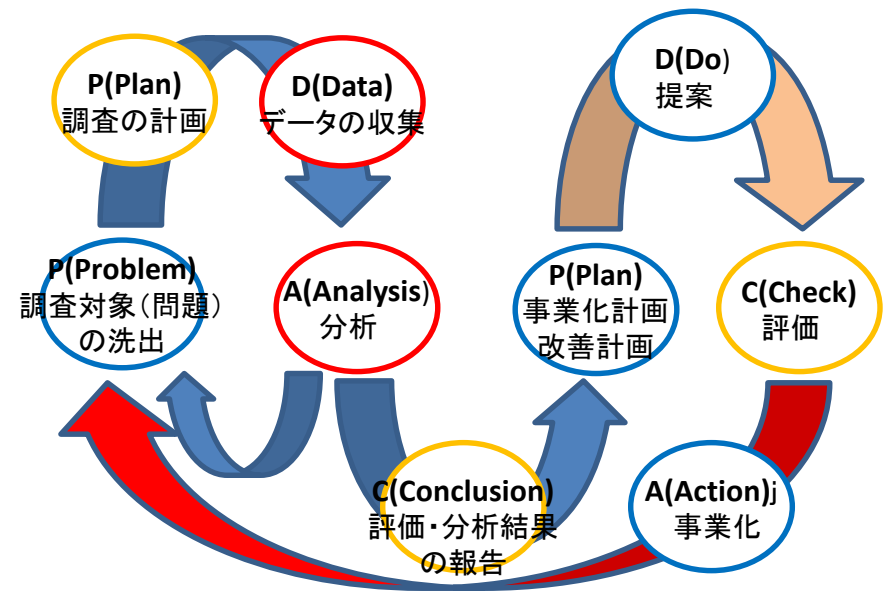 P(Plan)
調査の計画
D(Data)
データの収集
D(Do)
提案
P(Problem)
調査対象(問題)
の洗出
A(Analysis)
分析
P(Plan)
事業化計画
改善計画
C(Check)
評価
C(Conclusion)
評価・分析結果
の報告
A(Action)j
事業化